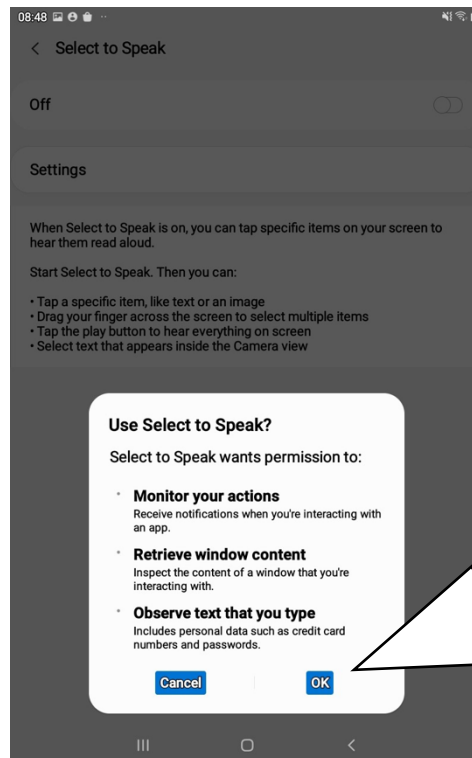 08:48
Select to Speak
Off
Settings
When Select to Speak is on, you can tap specific items on your screen to
hear them read aloud.
Start Select to Speak. Then you can:
• Tap a specific item, like text or an image
• Drag your finger across the screen to select multiple items
• Tap the play button to hear everything on screen
• Select text that appears inside the Camera view
Use Select to Speak?
Select to Speak wants permission to:
• Monitor your actions
Receive notifications when you're interacting with
an app.
• Retrieve window content
Inspect the content of a window that you're
interacting with.
• Observe text that you type
Includes personal data such as credit card
numbers and passwords.
Cancel OK